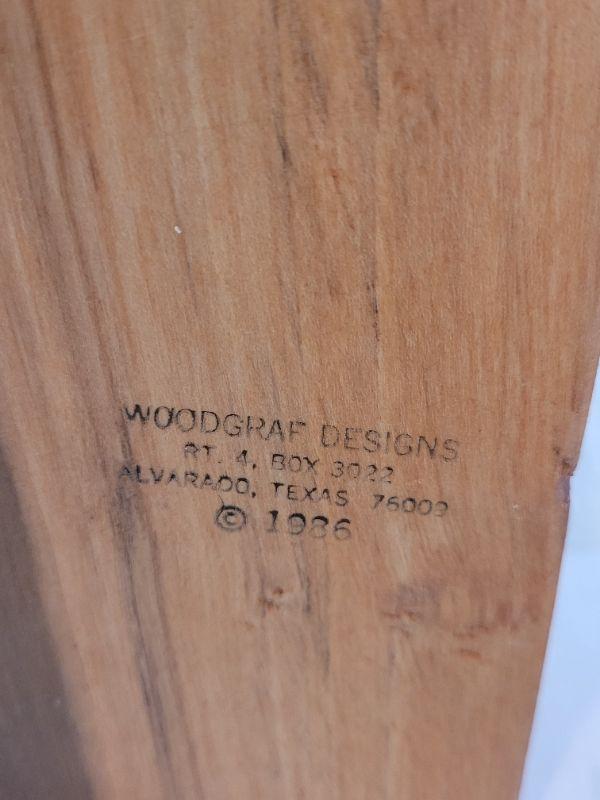 WOODGRAF DESIGNS
RT. 4, BOX 3022
ALVARADO, TEXAS 76009
© 1986